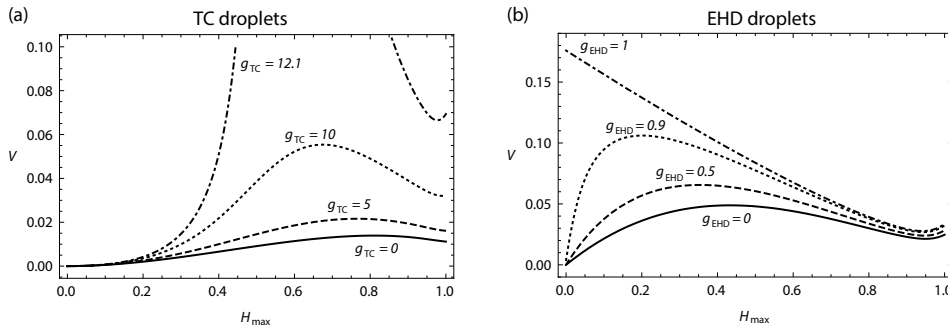 (a)
TC droplets
0.10
0.08
0.06
0.04
0.02
0.00
V
g_TC = 12.1
g_TC = 10
g_TC = 5
g_TC = 0
0.0 0.2 0.4 0.6 0.8 1.0
H_max
(b)
EHD droplets
0.15
0.10
0.05
0.00
V
g_EHD = 1
g_EHD = 0.9
g_EHD = 0.5
g_EHD = 0
0.0 0.2 0.4 0.6 0.8 1.0
H_max